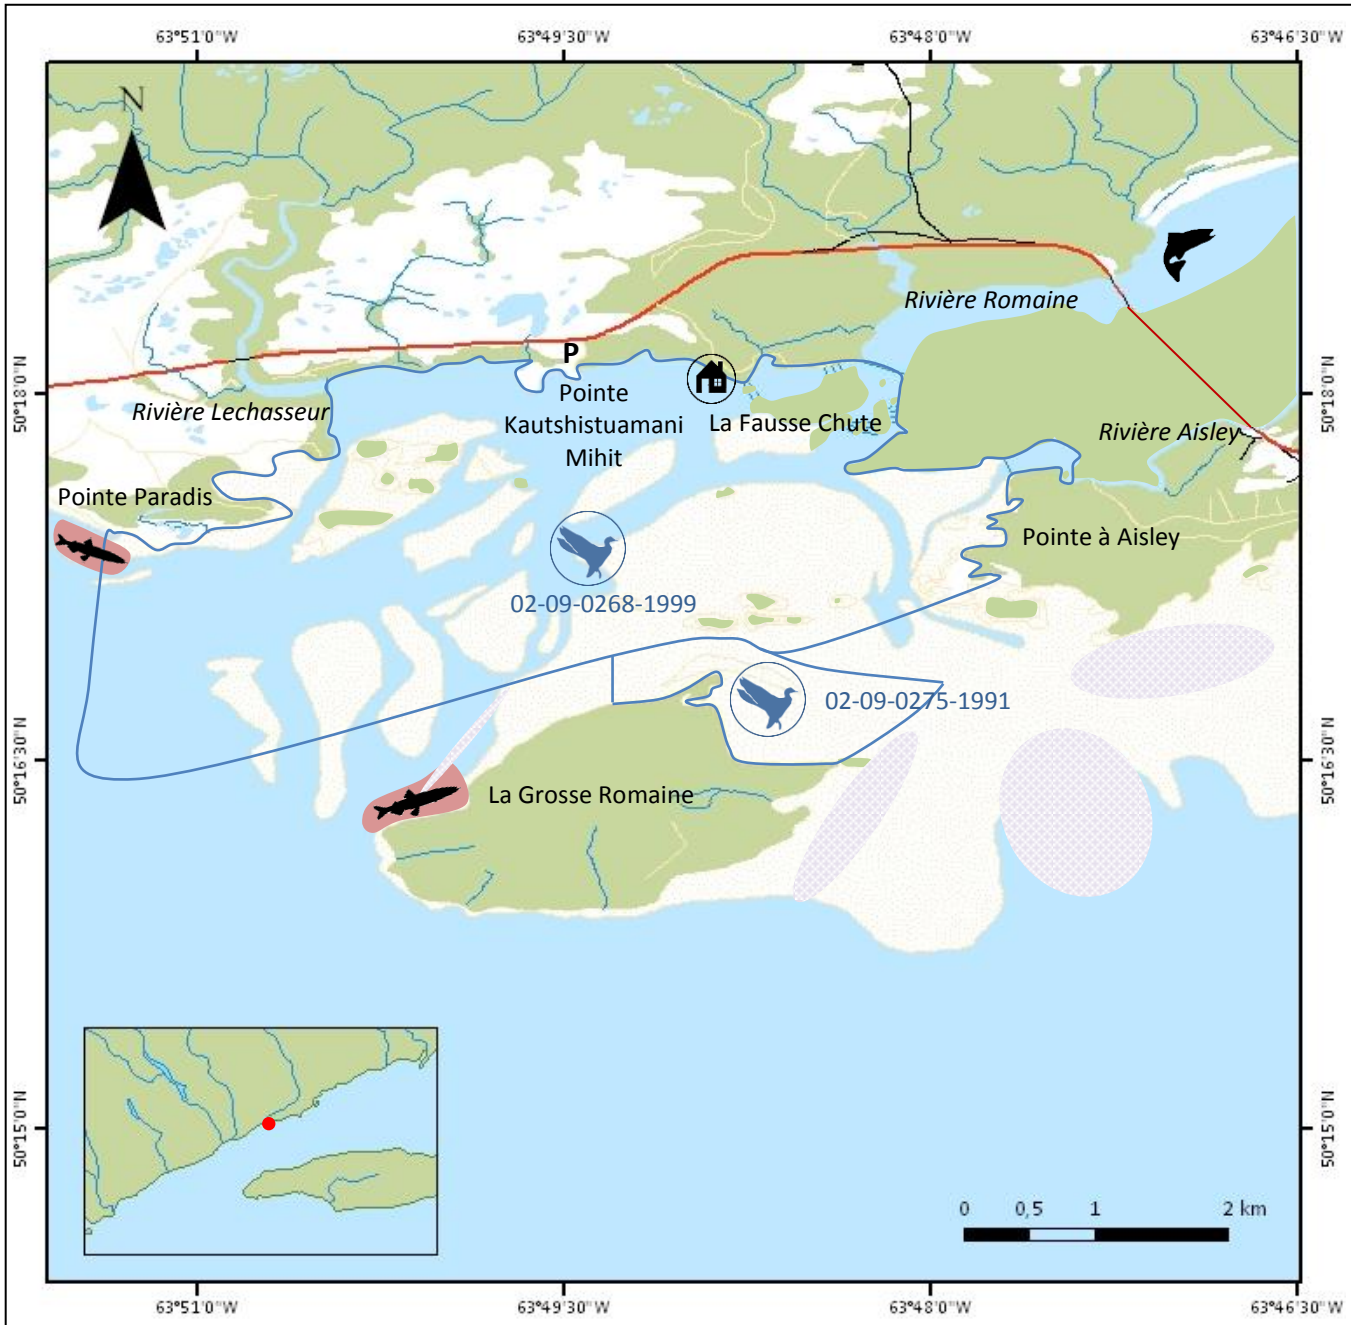 63°51'0"W
63°49'30"W
63°48'0"W
63°46'30"W
N
Rivière Romaine
P
50°18'0"N
50°18'0"N
Pointe
Kautshistuamani
Mihit
La Fausse Chute
Rivière Lechasseur
Rivière Aisley
Pointe Paradis
Pointe à Aisley
02-09-0268-1999
02-09-0275-1991
50°16'30"N
50°16'30"N
La Grosse Romaine
50°15'0"N
50°15'0"N
0 0,5 1 2 km
63°51'0"W
63°49'30"W
63°48'0"W
63°46'30"W